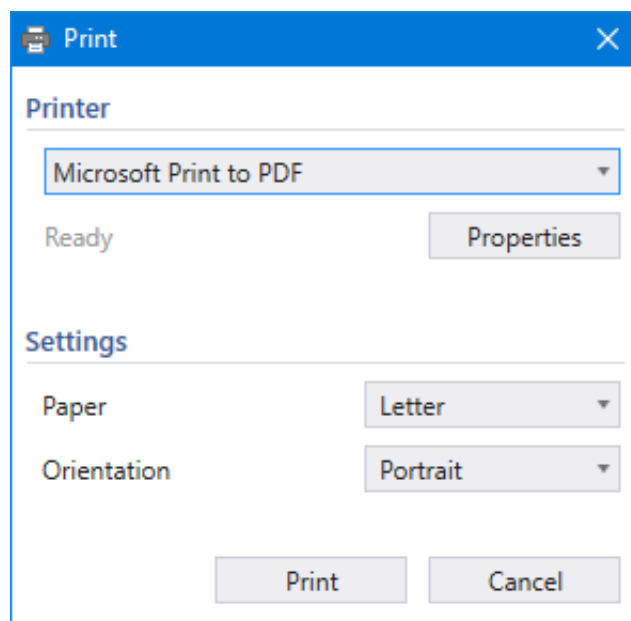 Print
Printer
Microsoft Print to PDF
Ready
Properties
Settings
Paper
Letter
Orientation
Portrait
Print
Cancel